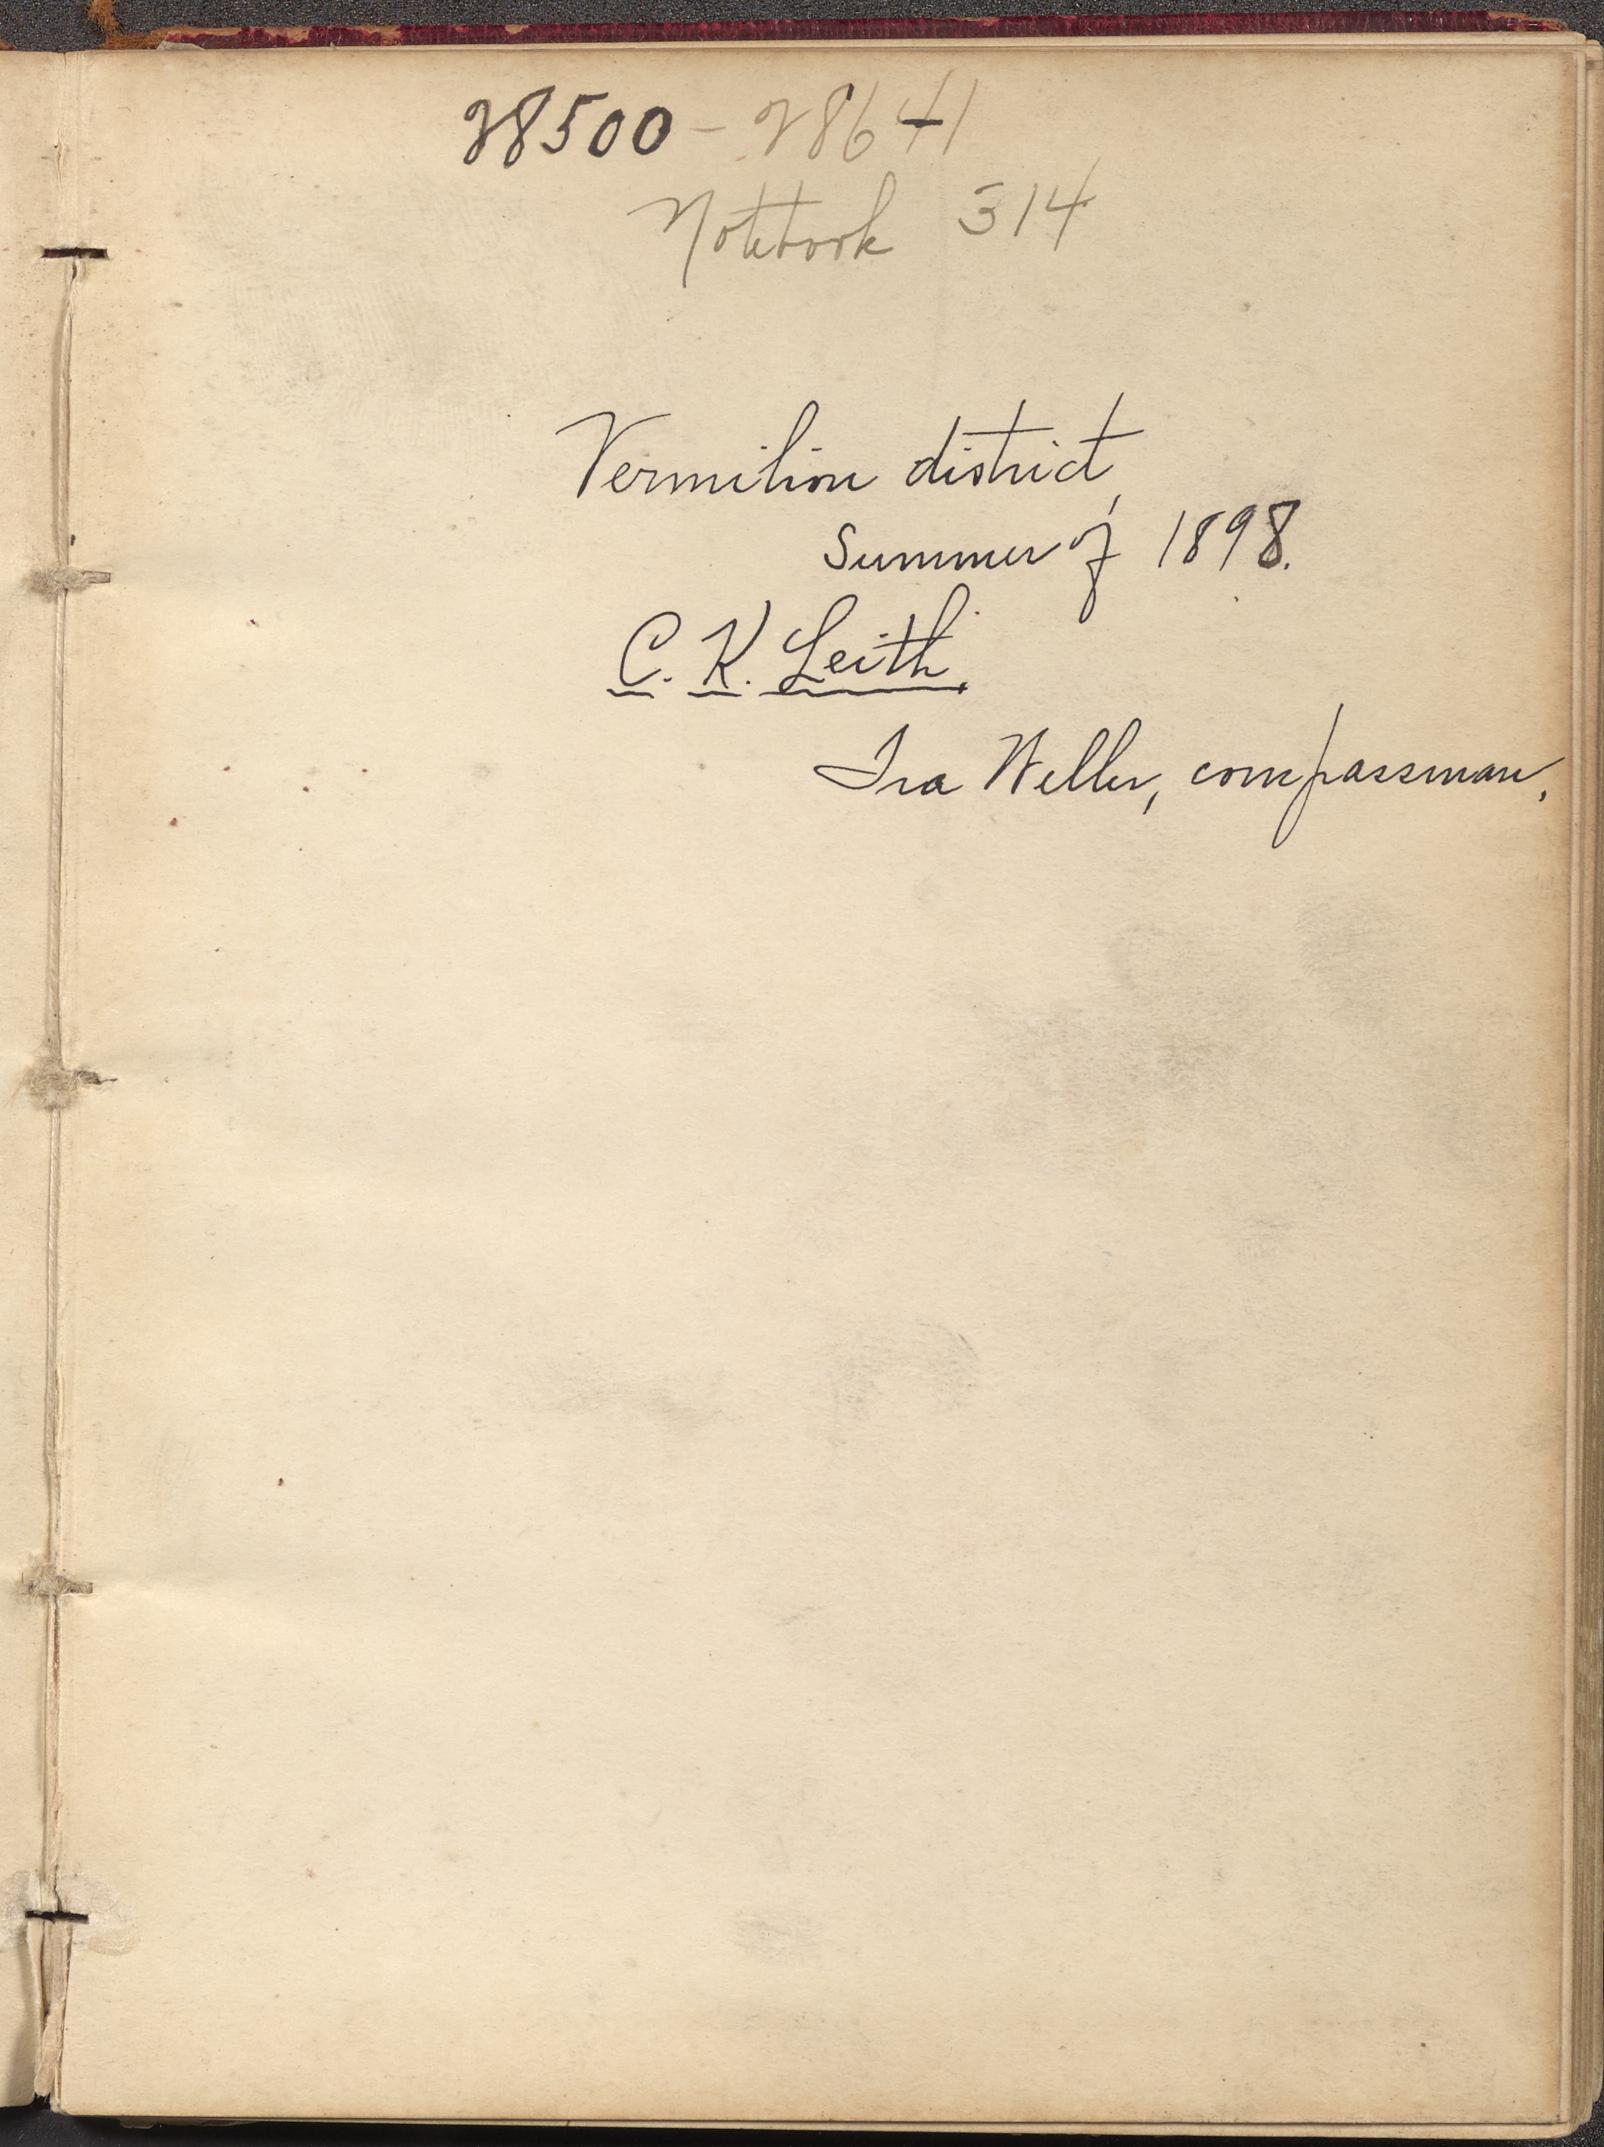 28500 - 28641
Notebook 314
Vermilion district,
Summer of 1898.
C. K. Leith.
Ira Weller, compassman.